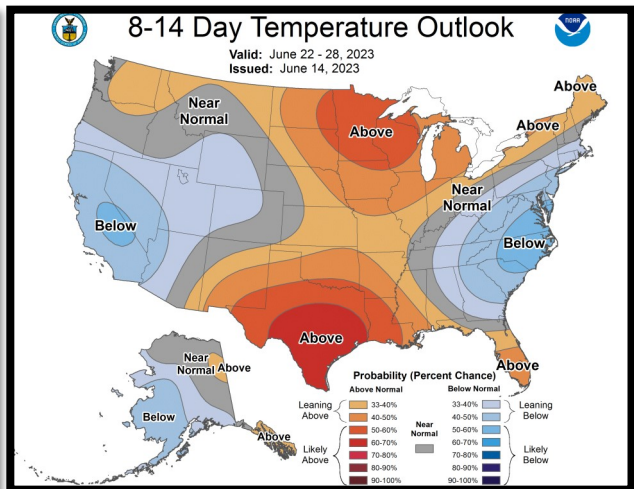 8-14 Day Temperature Outlook
NOAA
Valid: June 22 - 28, 2023
Issued: June 14, 2023
Above
Above
Near
Normal
Above
Near
Normal
Below
Below
Above
Above
Near
Normal
Above
Below
Above
Probability (Percent Chance)
Above Normal
Below Normal
Leaning
Above
33-40%
40-50%
Near
Normal
33-40%
40-50%
Leaning
Below
Likely
Above
50-60%
60-70%
70-80%
80-90%
90-100%
50-60%
60-70%
70-80%
80-90%
90-100%
Likely
Below